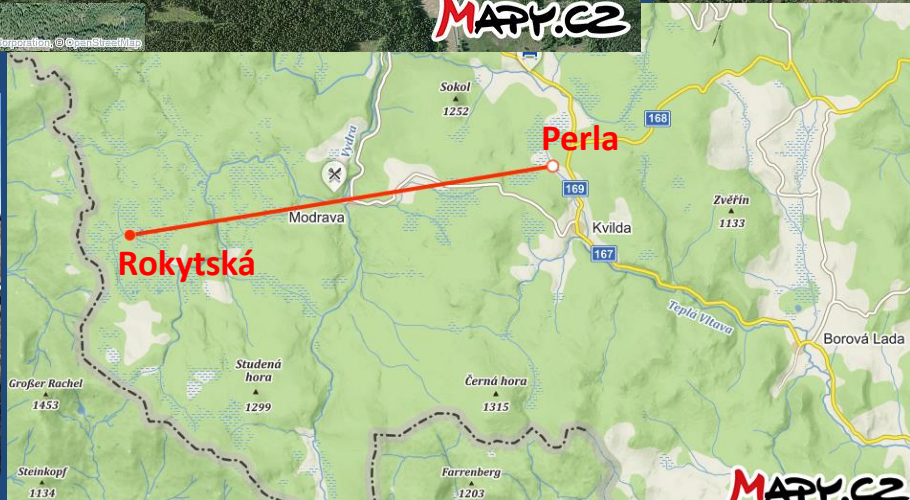 MAPY.CZ
orporation, © OpenStreetMap
Sokol
1252
168
Perla
Vydra
169
Zvěřín
1133
Modrava
Kvilda
Rokytská
167
Teplá Vltava
Borová Lada
Studená
hora
1299
Großer Rachel
1453
Černá hora
1315
Steinkopf
1134
Farrenberg
1203
MAPY.CZ